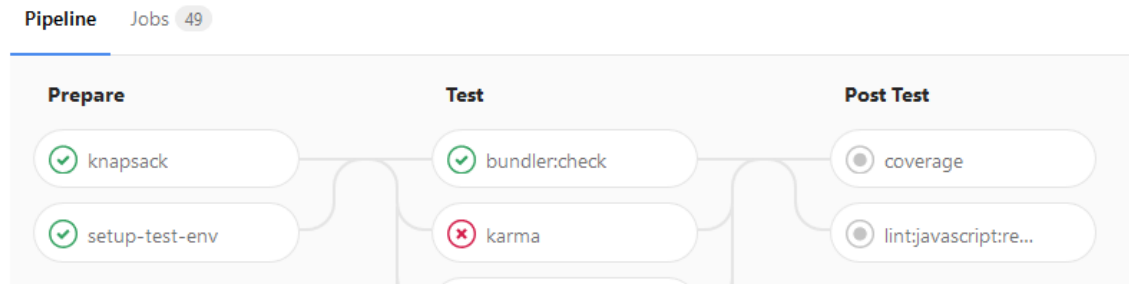 Pipeline Jobs 49
Prepare Test Post Test
knapsack bundler:check coverage
setup-test-env karma lint:javascript:re...